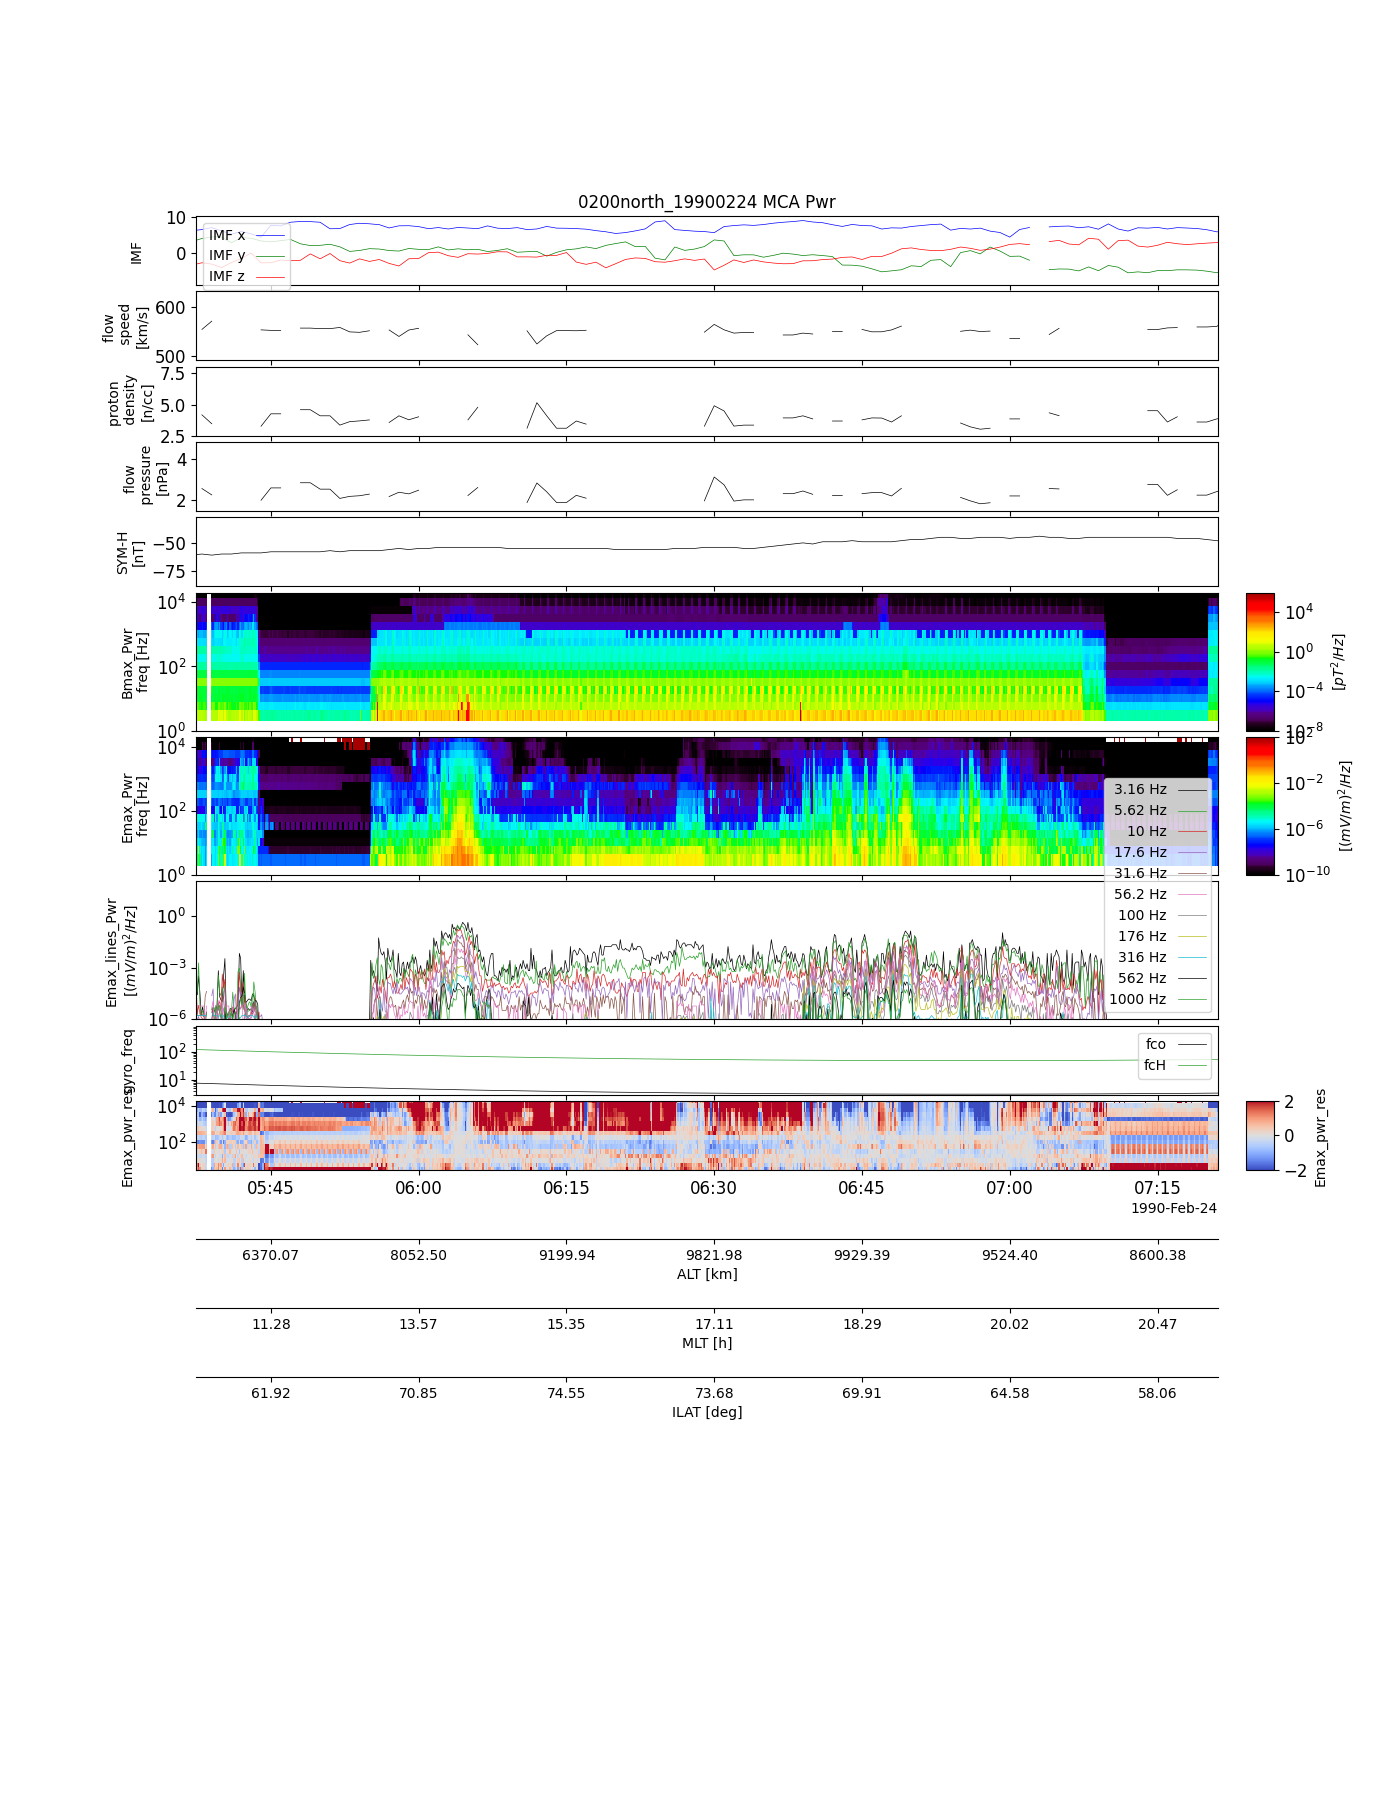 0200north_19900224 MCA Pwr
10
0
IMF
IMF x
IMF y
IMF z
600
500
flow
speed
[km/s]
7.5
5.0
2.5
proton
density
[n/cc]
4
2
flow
pressure
[nPa]
−50
−75
SYM-H
[nT]
10^4
10^2
10^0
Bmax_Pwr
freq [Hz]
10^4
10^0
10^−4
10^−8
[pT^2/Hz]
10^4
10^2
10^0
Emax_Pwr
freq [Hz]
10^2
10^−2
10^−6
10^−10
[(mV/m)^2/Hz]
3.16 Hz
5.62 Hz
10 Hz
17.6 Hz
31.6 Hz
56.2 Hz
100 Hz
176 Hz
316 Hz
562 Hz
1000 Hz
10^0
10^−3
10^−6
Emax_lines_Pwr
[(mV/m)^2/Hz]
10^2
10^1
gyro_freq
fco
fcH
10^4
10^2
Emax_pwr_res
2
0
−2
Emax_pwr_res
05:45 06:00 06:15 06:30 06:45 07:00 07:15
1990-Feb-24
6370.07 8052.50 9199.94 9821.98 9929.39 9524.40 8600.38
ALT [km]
11.28 13.57 15.35 17.11 18.29 20.02 20.47
MLT [h]
61.92 70.85 74.55 73.68 69.91 64.58 58.06
ILAT [deg]